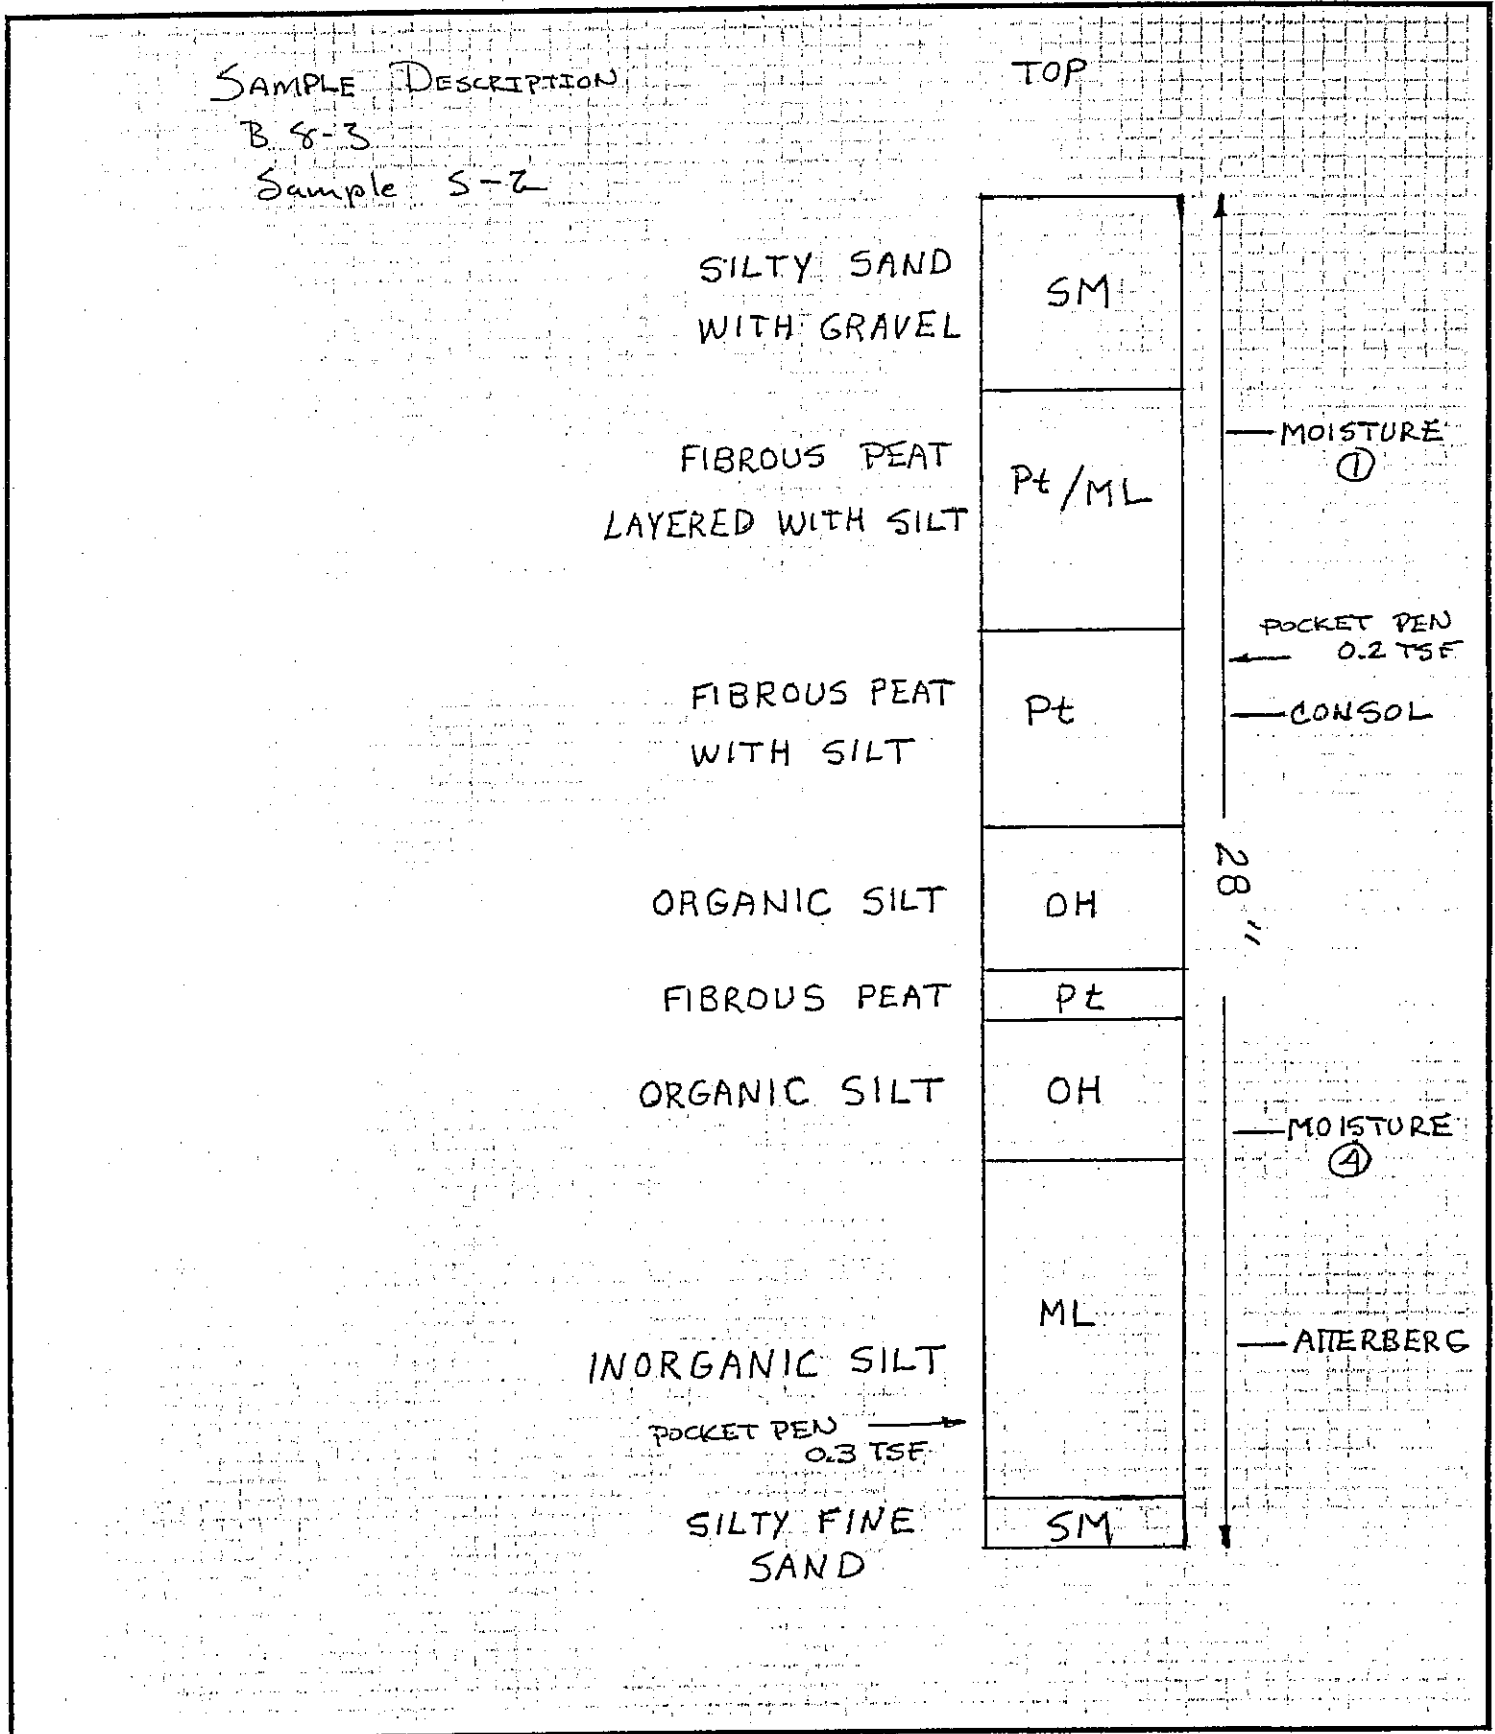 SAMPLE DESCRIPTION
B 8-3
Sample S-2
TOP
SILTY SAND
WITH GRAVEL
SM
FIBROUS PEAT
LAYERED WITH SILT
Pt/ML
MOISTURE
①
POCKET PEN
0.2 TSF
FIBROUS PEAT
WITH SILT
Pt
CONSOL
28"
ORGANIC SILT
OH
FIBROUS PEAT
Pt
ORGANIC SILT
OH
MOISTURE
④
ML
ATTERBERG
INORGANIC SILT
POCKET PEN
0.3 TSF
SILTY FINE
SAND
SM